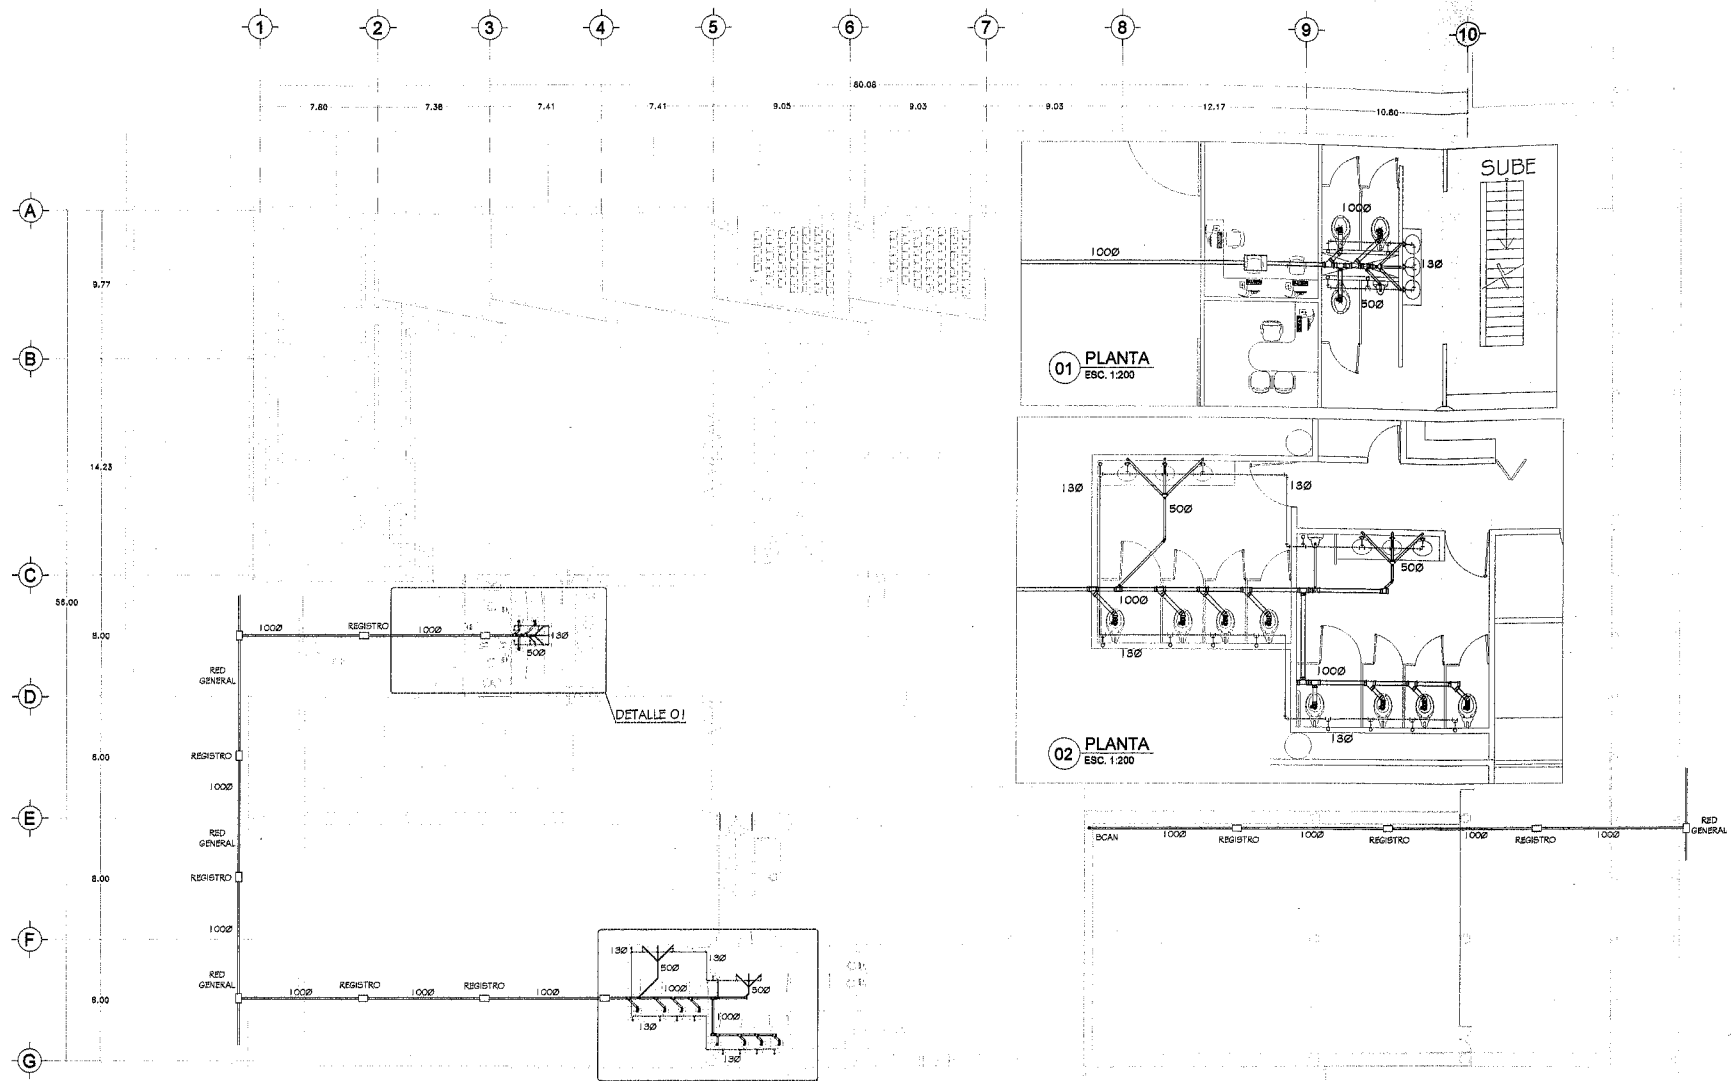 1 2 3 4 5 6 7 8 9 10
80.08
7.80 7.36 7.41 7.41 9.05 9.03 9.03 12.17 10.80
A
B
C
D
E
F
G
9.77
14.23
56.00
8.00
8.00
8.00
8.00
SUBE
100Ø
100Ø
13Ø
50Ø
01 PLANTA
ESC. 1:200
13Ø
13Ø
50Ø
50Ø
100Ø
13Ø
100Ø
13Ø
02 PLANTA
ESC. 1:200
100Ø REGISTRO 100Ø 13Ø
50Ø
RED
GENERAL
DETALLE 01
REGISTRO
100Ø
RED
GENERAL
REGISTRO
100Ø
RED
GENERAL
100Ø REGISTRO 100Ø REGISTRO 100Ø
13Ø
13Ø
50Ø
50Ø
100Ø
100Ø
13Ø
13Ø
BCAN 100Ø REGISTRO 100Ø REGISTRO 100Ø REGISTRO 100Ø
RED
GENERAL